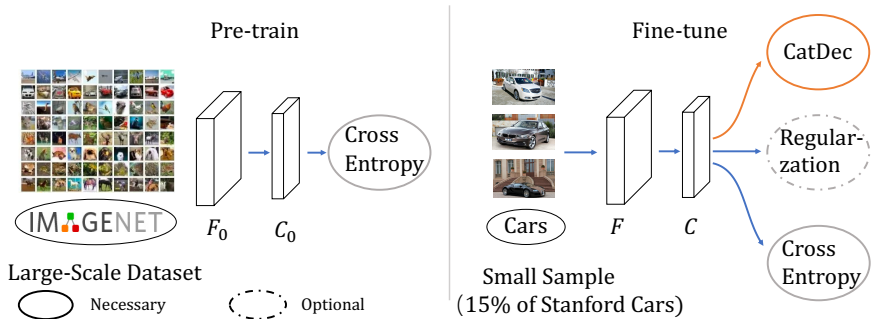 Pre-train
Fine-tune
CatDec
Cross
Entropy
Regular-
zation
IMAGENET
F0
C0
Cars
F
C
Cross
Entropy
Large-Scale Dataset
Small Sample
(15% of Stanford Cars)
Necessary
Optional